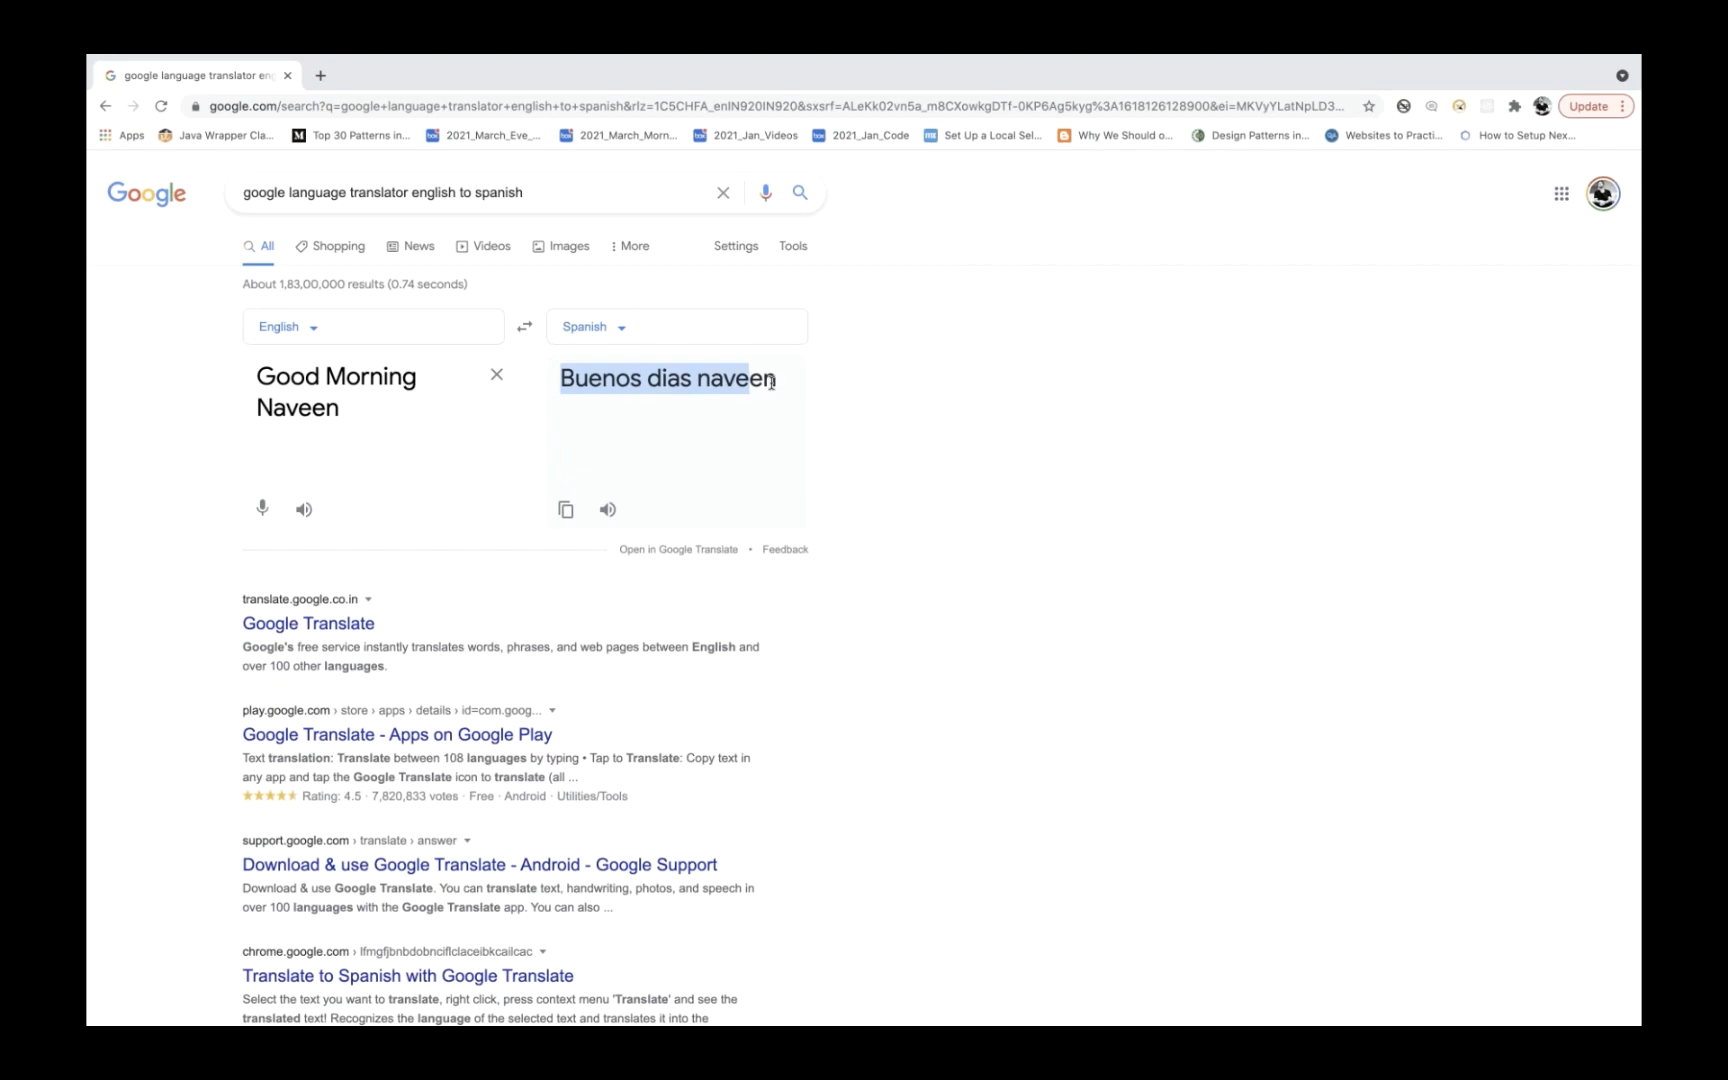 google language translator eng
google.com/search?q=google+language+translator+english+to+spanish&rlz=1C5CHFA_enIN920IN920&sxsrf=ALeKk02vn5a_m8CXowkgDTf-0KP6Ag5kyg%3A1618126128900&ei=MKVyYLatNpLD3...
Update
Apps
Java Wrapper Cla...
Top 30 Patterns in...
2021_March_Eve_...
2021_March_Morn...
2021_Jan_Videos
2021_Jan_Code
Set Up a Local Sel...
Why We Should o...
Design Patterns in...
Websites to Practi...
How to Setup Nex...
Google
google language translator english to spanish
All
Shopping
News
Videos
Images
More
Settings
Tools
About 1,83,00,000 results (0.74 seconds)
English
Spanish
Good Morning
Naveen
Buenos dias naveen
Open in Google Translate • Feedback
translate.google.co.in
Google Translate
Google's free service instantly translates words, phrases, and web pages between English and
over 100 other languages.
play.google.com › store › apps › details › id=com.goog...
Google Translate - Apps on Google Play
Text translation: Translate between 108 languages by typing • Tap to Translate: Copy text in
any app and tap the Google Translate icon to translate (all ...
Rating: 4.5 · 7,820,833 votes · Free · Android · Utilities/Tools
support.google.com › translate › answer
Download & use Google Translate - Android - Google Support
Download & use Google Translate. You can translate text, handwriting, photos, and speech in
over 100 languages with the Google Translate app. You can also ...
chrome.google.com › lfmgfjbnbdobnciflclaceibkcailcac
Translate to Spanish with Google Translate
Select the text you want to translate, right click, press context menu 'Translate' and see the
translated text! Recognizes the language of the selected text and translates it into the